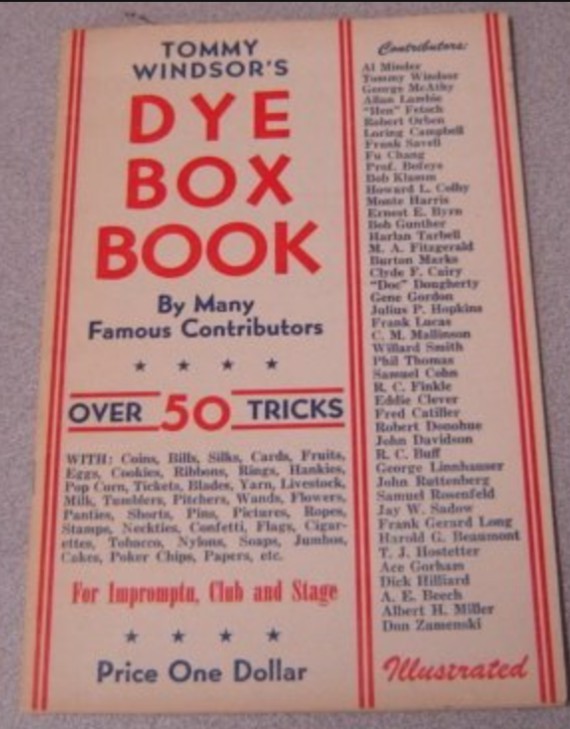 TOMMY
WINDSOR'S
DYE
BOX
BOOK
By Many
Famous Contributors
OVER 50 TRICKS
WITH: Coins, Bills, Silks, Cards, Fruits,
Eggs, Cookies, Ribbons, Rings, Hankies,
Pop Corn, Tickets, Blades, Yarn, Livestock,
Milk, Tumblers, Pitchers, Wands, Flowers,
Panties, Shorts, Pins, Pictures, Ropes,
Stamps, Neckties, Confetti, Flags, Cigar-
ettes, Tobacco, Nylons, Soaps, Jumbos,
Cakes, Poker Chips, Papers, etc.
For Impromptu, Club and Stage
Price One Dollar
Contributors:
Al Minder
Tommy Windsor
George McAthy
Allan Lambie
"Hen" Fetsch
Robert Orben
Loring Campbell
Frank Savell
Fu Chang
Prof.
Bob Klamm
Howard L. Colby
Monte Harris
Ernest E. Byrn
Bob Gunther
Harlan Tarbell
M. A. Fitzgerald
Burton Marks
Clyde F. Cairy
"Doc" Dougherty
Gene Gordon
Julius P. Hopkins
Frank Lucas
C. M. Mallinson
Willard Smith
Phil Thomas
Samuel Cohn
R. C. Finkle
Eddie Clever
Fred Catiller
Robert Donohue
John Davidson
R. C. Buff
George Linnhauser
John Ruttenberg
Samuel Rosenfeld
Jay W. Sadow
Frank Gerard Long
Harold G. Beaumont
T. J. Hostetter
Ace Gorham
Dick Hilliard
A. E. Beech
Albert H. Miller
Don Zamenski
Illustrated